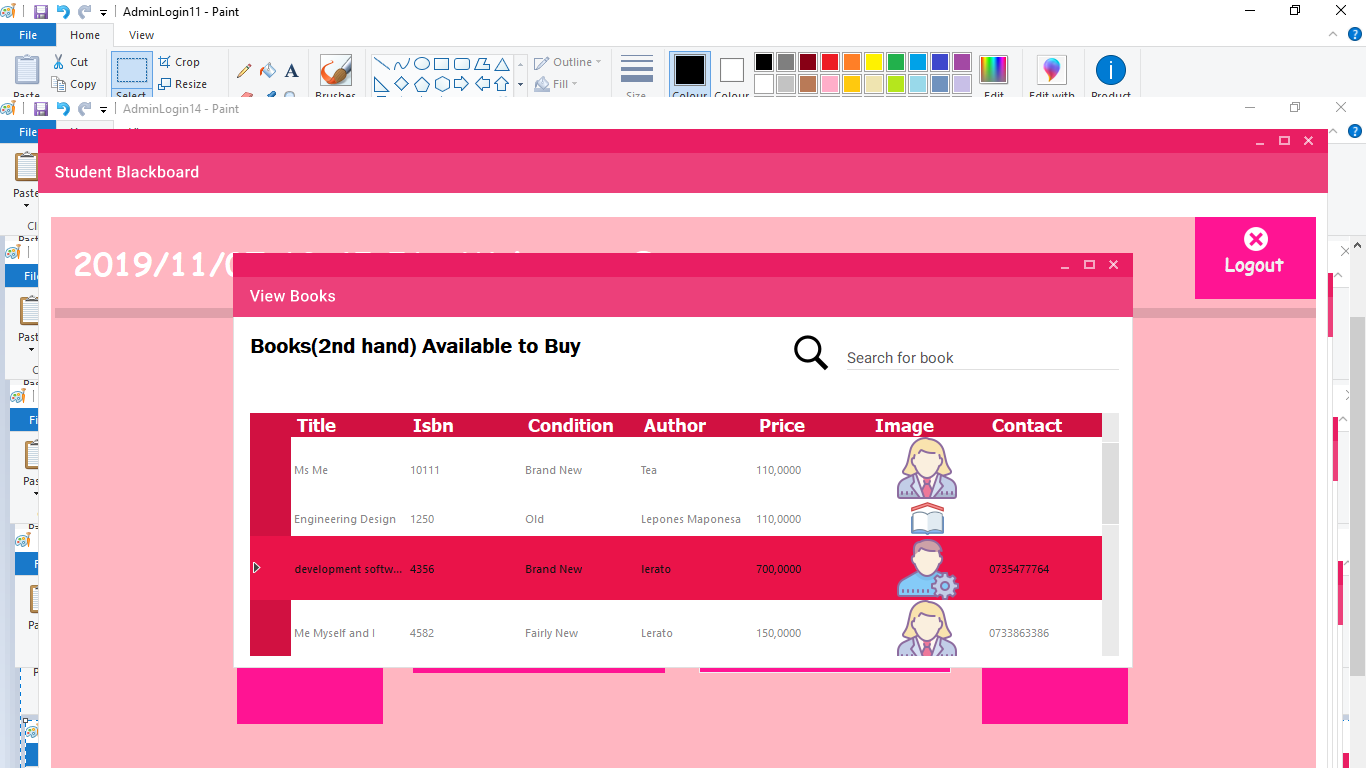 AdminLogin11 - Paint
File Home View
Cut
Copy
Paste
Select
Crop
Resize
A
Brushes
Outline
Fill
Size
Colour
Colour
Edit
Edit with
Product
AdminLogin14 - Paint
File
Paste
Student Blackboard
2019/11/0
Logout
View Books
Books(2nd hand) Available to Buy
Search for book
Title Isbn Condition Author Price Image Contact
Ms Me 10111 Brand New Tea 110,0000
Engineering Design 1250 Old Lepones Maponesa 110,0000
development softw... 4356 Brand New lerato 700,0000 0735477764
Me Myself and I 4582 Fairly New Lerato 150,0000 0733863386